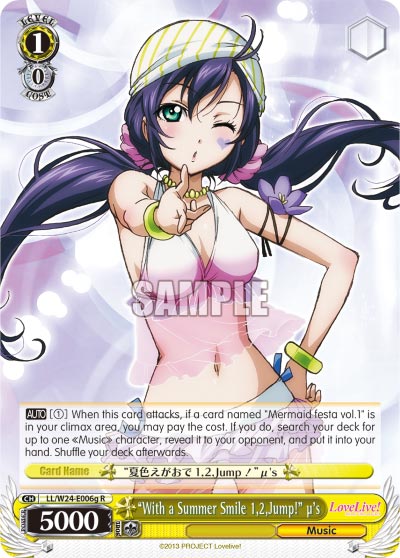 LEVEL
1
0
COST
SAMPLE
AUTO [①] When this card attacks, if a card named "Mermaid festa vol.1" is
in your climax area, you may pay the cost. If you do, search your deck for
up to one «Music» character, reveal it to your opponent, and put it into your
hand. Shuffle your deck afterwards.
Card Name
"夏色えがおで1,2,Jump！"μ's
CH LL/W24-E006g R
"With a Summer Smile 1,2,Jump!" μ's
LoveLive!
POWER
5000
SOUL
Music
©2013 PROJECT Lovelive!